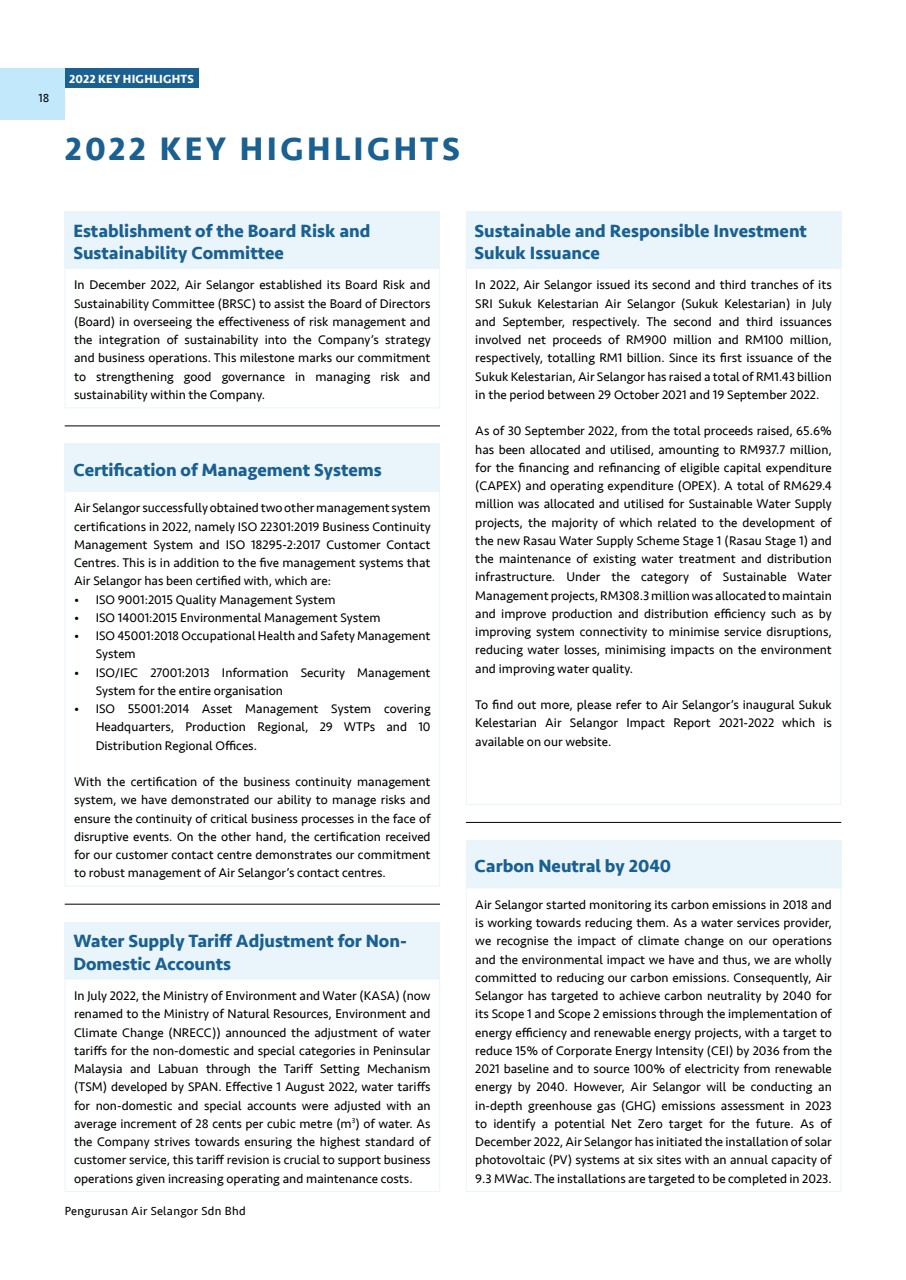 2022 KEY HIGHLIGHTS
18
2022 KEY HIGHLIGHTS
Establishment of the Board Risk and
Sustainability Committee
In December 2022, Air Selangor established its Board Risk and
Sustainability Committee (BRSC) to assist the Board of Directors
(Board) in overseeing the effectiveness of risk management and
the integration of sustainability into the Company's strategy
and business operations. This milestone marks our commitment
to strengthening good governance in managing risk and
sustainability within the Company.
Certification of Management Systems
Air Selangor successfully obtained two other management system
certifications in 2022, namely ISO 22301:2019 Business Continuity
Management System and ISO 18295-2:2017 Customer Contact
Centres. This is in addition to the five management systems that
Air Selangor has been certified with, which are:
• ISO 9001:2015 Quality Management System
• ISO 14001:2015 Environmental Management System
• ISO 45001:2018 Occupational Health and Safety Management
System
• ISO/IEC 27001:2013 Information Security Management
System for the entire organisation
• ISO 55001:2014 Asset Management System covering
Headquarters, Production Regional, 29 WTPs and 10
Distribution Regional Offices.
With the certification of the business continuity management
system, we have demonstrated our ability to manage risks and
ensure the continuity of critical business processes in the face of
disruptive events. On the other hand, the certification received
for our customer contact centre demonstrates our commitment
to robust management of Air Selangor's contact centres.
Water Supply Tariff Adjustment for Non-
Domestic Accounts
In July 2022, the Ministry of Environment and Water (KASA) (now
renamed to the Ministry of Natural Resources, Environment and
Climate Change (NRECC)) announced the adjustment of water
tariffs for the non-domestic and special categories in Peninsular
Malaysia and Labuan through the Tariff Setting Mechanism
(TSM) developed by SPAN. Effective 1 August 2022, water tariffs
for non-domestic and special accounts were adjusted with an
average increment of 28 cents per cubic metre (m³) of water. As
the Company strives towards ensuring the highest standard of
customer service, this tariff revision is crucial to support business
operations given increasing operating and maintenance costs.
Sustainable and Responsible Investment
Sukuk Issuance
In 2022, Air Selangor issued its second and third tranches of its
SRI Sukuk Kelestarian Air Selangor (Sukuk Kelestarian) in July
and September, respectively. The second and third issuances
involved net proceeds of RM900 million and RM100 million,
respectively, totalling RM1 billion. Since its first issuance of the
Sukuk Kelestarian, Air Selangor has raised a total of RM1.43 billion
in the period between 29 October 2021 and 19 September 2022.
As of 30 September 2022, from the total proceeds raised, 65.6%
has been allocated and utilised, amounting to RM937.7 million,
for the financing and refinancing of eligible capital expenditure
(CAPEX) and operating expenditure (OPEX). A total of RM629.4
million was allocated and utilised for Sustainable Water Supply
projects, the majority of which related to the development of
the new Rasau Water Supply Scheme Stage 1 (Rasau Stage 1) and
the maintenance of existing water treatment and distribution
infrastructure. Under the category of Sustainable Water
Management projects, RM308.3 million was allocated to maintain
and improve production and distribution efficiency such as by
improving system connectivity to minimise service disruptions,
reducing water losses, minimising impacts on the environment
and improving water quality.
To find out more, please refer to Air Selangor's inaugural Sukuk
Kelestarian Air Selangor Impact Report 2021-2022 which is
available on our website.
Carbon Neutral by 2040
Air Selangor started monitoring its carbon emissions in 2018 and
is working towards reducing them. As a water services provider,
we recognise the impact of climate change on our operations
and the environmental impact we have and thus, we are wholly
committed to reducing our carbon emissions. Consequently, Air
Selangor has targeted to achieve carbon neutrality by 2040 for
its Scope 1 and Scope 2 emissions through the implementation of
energy efficiency and renewable energy projects, with a target to
reduce 15% of Corporate Energy Intensity (CEI) by 2036 from the
2021 baseline and to source 100% of electricity from renewable
energy by 2040. However, Air Selangor will be conducting an
in-depth greenhouse gas (GHG) emissions assessment in 2023
to identify a potential Net Zero target for the future. As of
December 2022, Air Selangor has initiated the installation of solar
photovoltaic (PV) systems at six sites with an annual capacity of
9.3 MWac. The installations are targeted to be completed in 2023.
Pengurusan Air Selangor Sdn Bhd